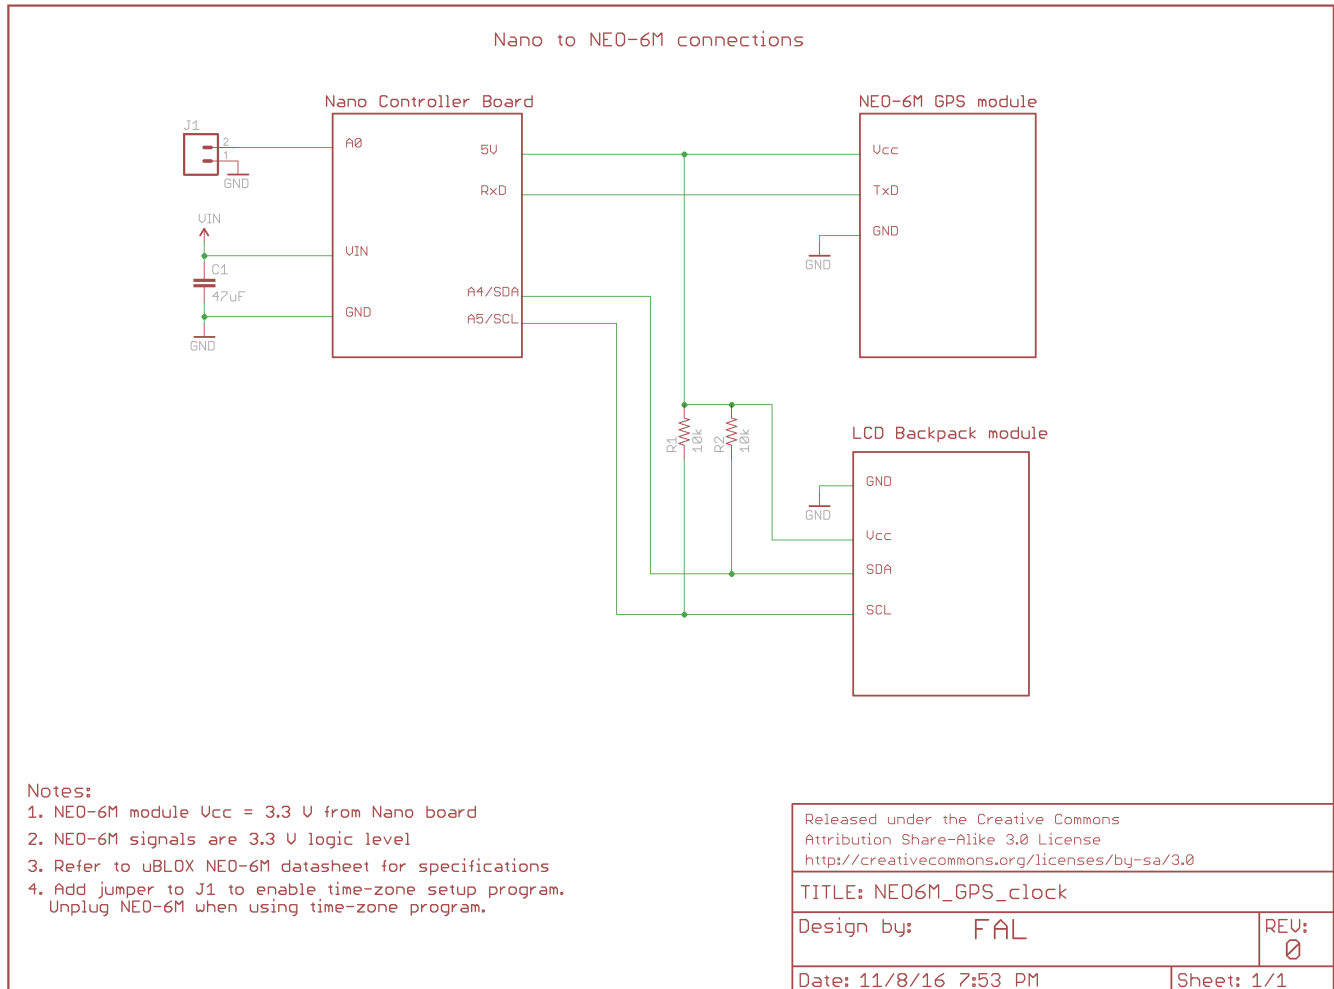 Nano to NEO-6M connections
Nano Controller Board
NEO-6M GPS module
J1
2
1
GND
A0
5V
RxD
Vcc
TxD
GND
GND
VIN
VIN
C1
47uF
GND
GND
A4/SDA
A5/SCL
R1
10k
R2
10k
LCD Backpack module
GND
GND
Vcc
SDA
SCL
Notes:
1. NEO-6M module Vcc = 3.3 V from Nano board
2. NEO-6M signals are 3.3 V logic level
3. Refer to uBLOX NEO-6M datasheet for specifications
4. Add jumper to J1 to enable time-zone setup program.
Unplug NEO-6M when using time-zone program.
Released under the Creative Commons
Attribution Share-Alike 3.0 License
http://creativecommons.org/licenses/by-sa/3.0
TITLE: NEO6M_GPS_clock
Design by: FAL
REV:
0
Date: 11/8/16 7:53 PM
Sheet: 1/1